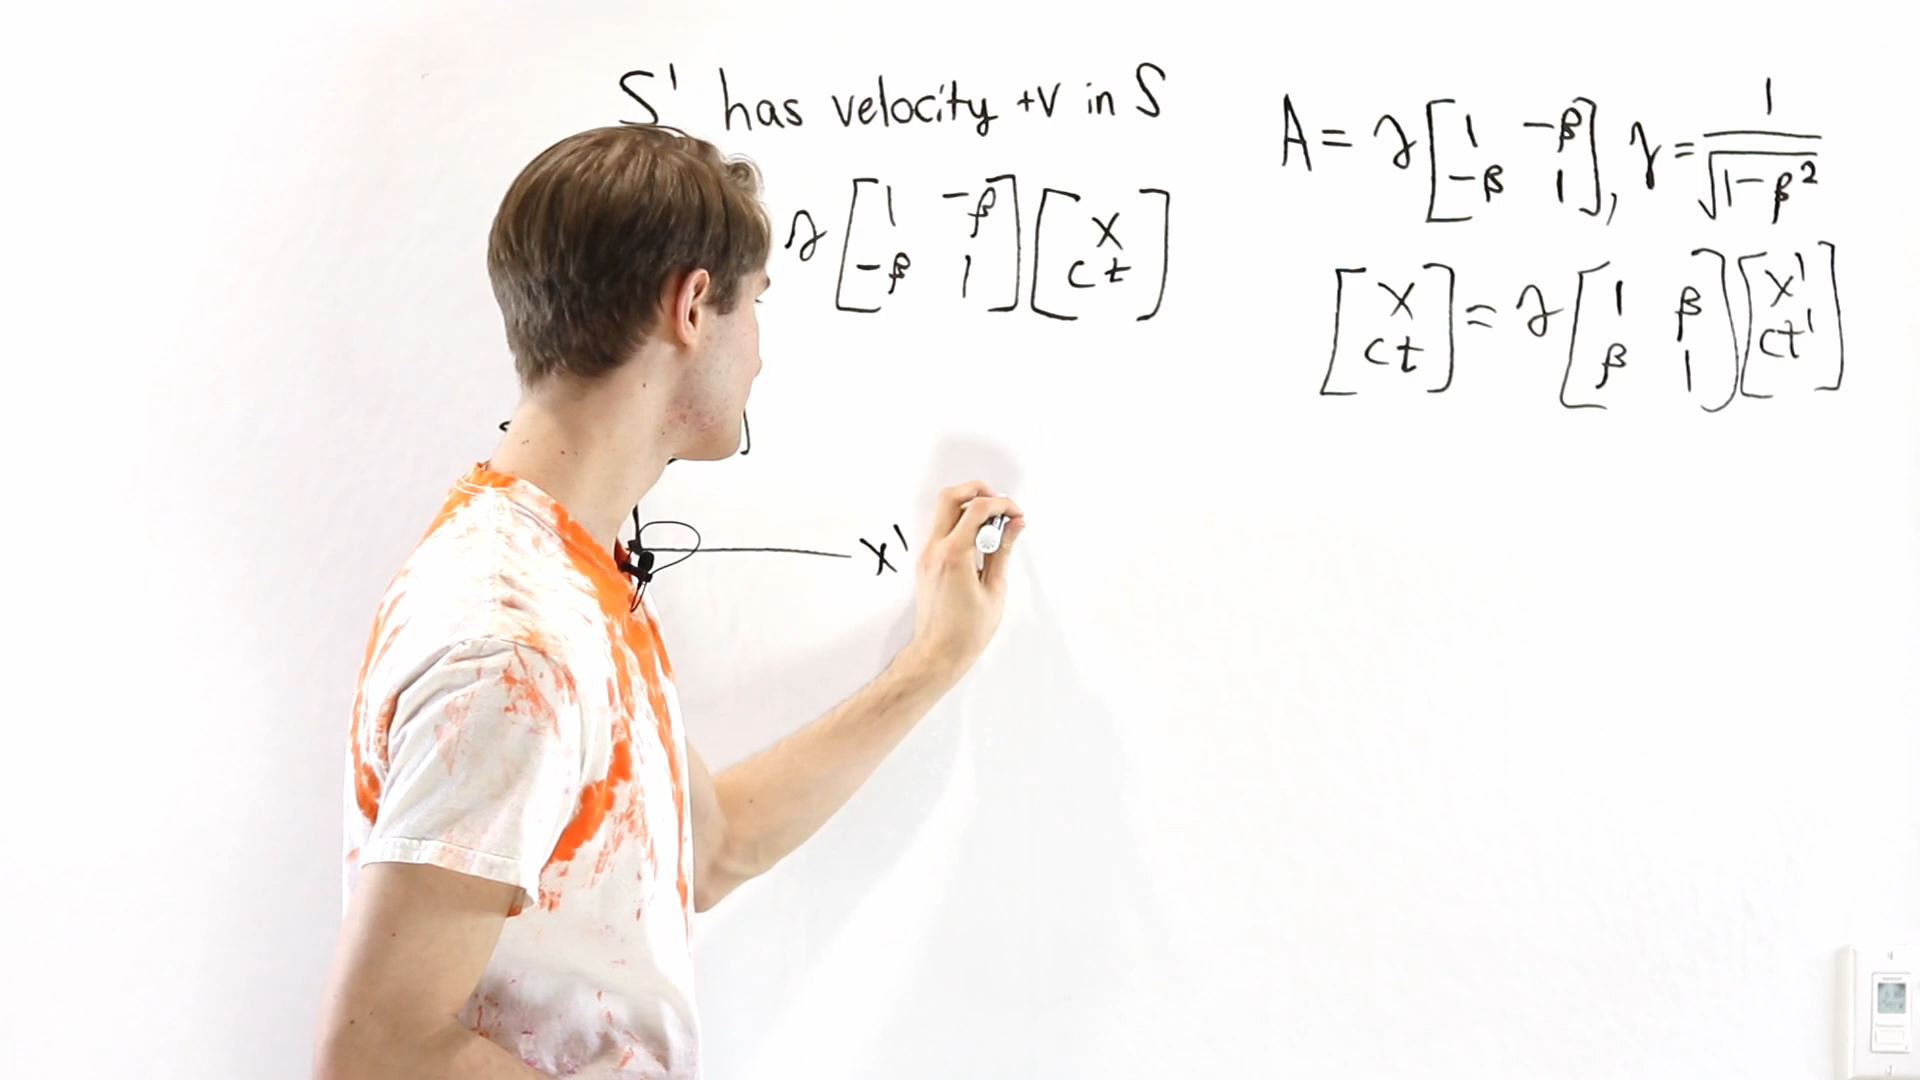 S' has velocity +v in S
γ [1 -β; -β 1] [x; ct]
A = γ [1 -β; -β 1], γ = 1/√(1-β²)
[x; ct] = γ [1 β; β 1] [x'; ct']
x'